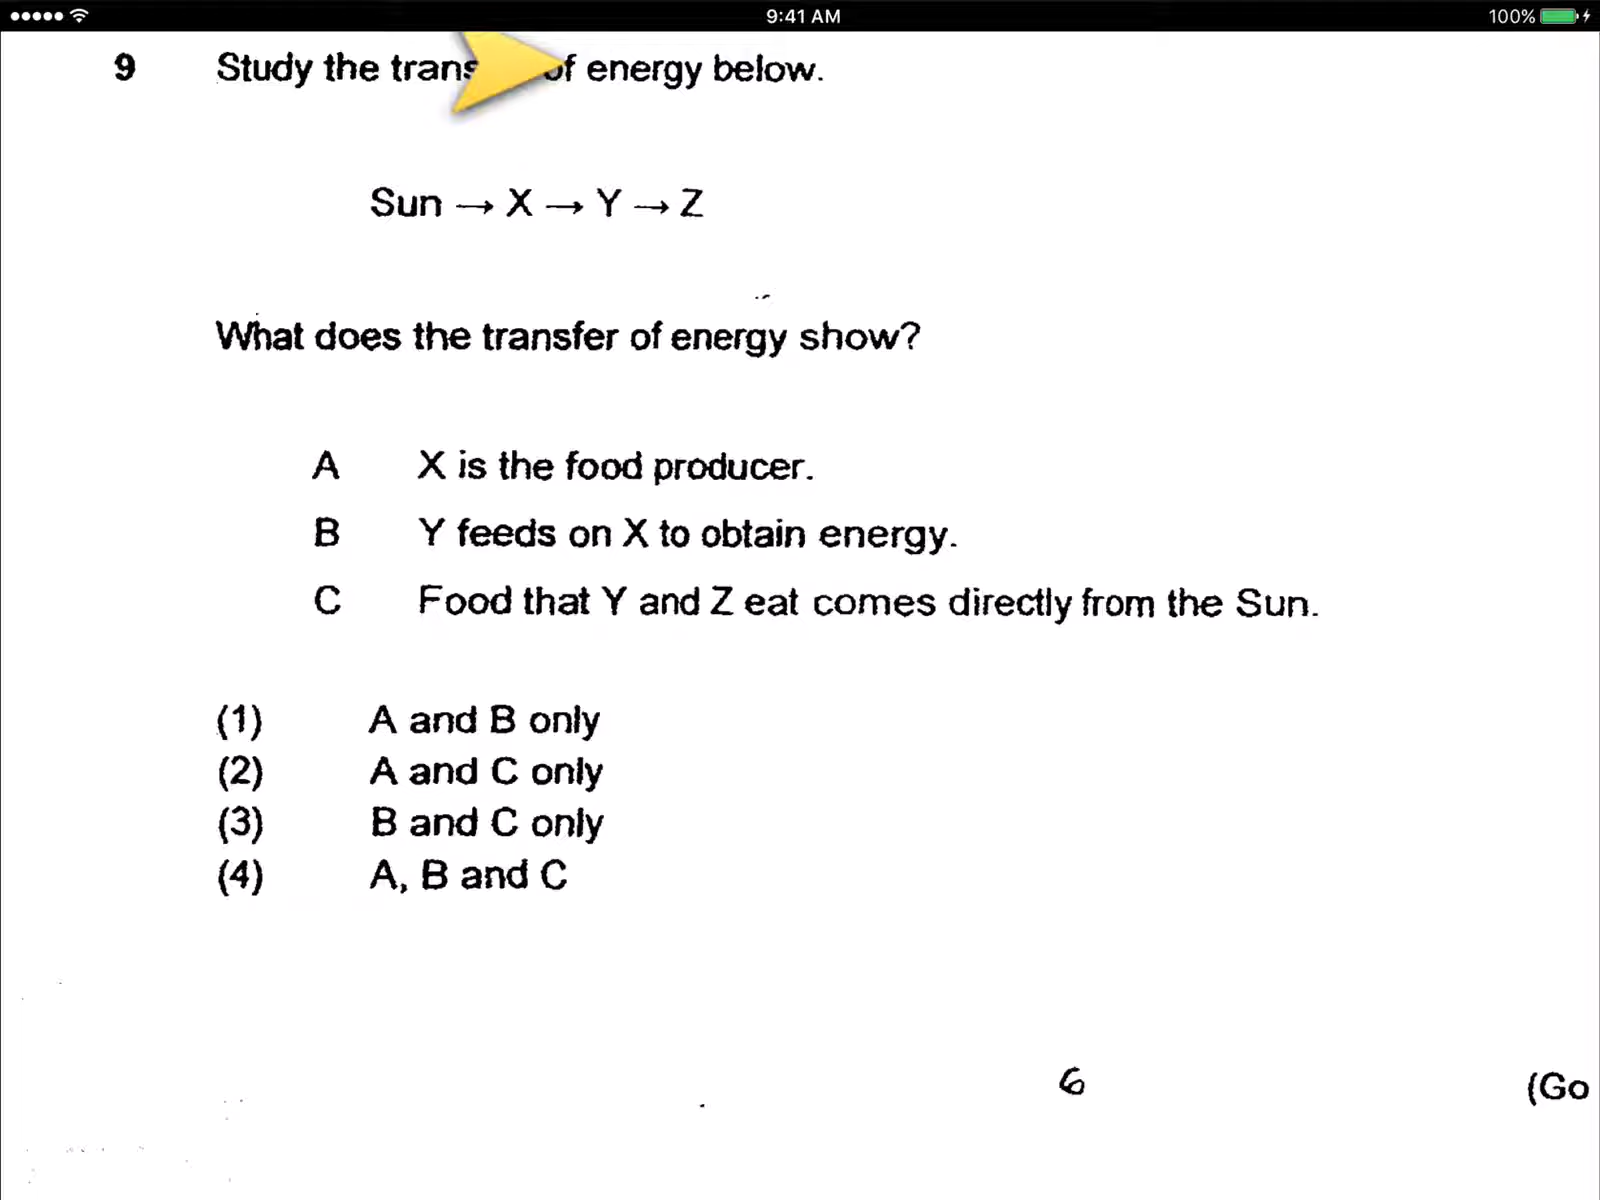 9:41 AM 100%
9 Study the trans of energy below.
Sun → X → Y → Z
What does the transfer of energy show?
A X is the food producer.
B Y feeds on X to obtain energy.
C Food that Y and Z eat comes directly from the Sun.
(1) A and B only
(2) A and C only
(3) B and C only
(4) A, B and C
6 (Go